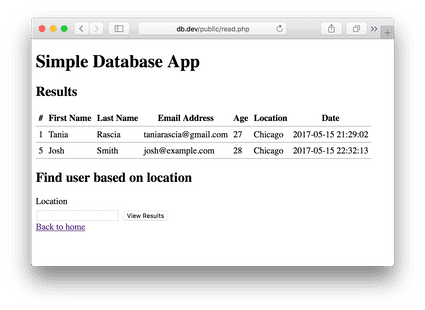 db.dev/public/read.php
Simple Database App
Results
# First Name Last Name Email Address Age Location Date
1 Tania Rascia taniarascia@gmail.com 27 Chicago 2017-05-15 21:29:02
5 Josh Smith josh@example.com 28 Chicago 2017-05-15 22:32:13
Find user based on location
Location
View Results
Back to home